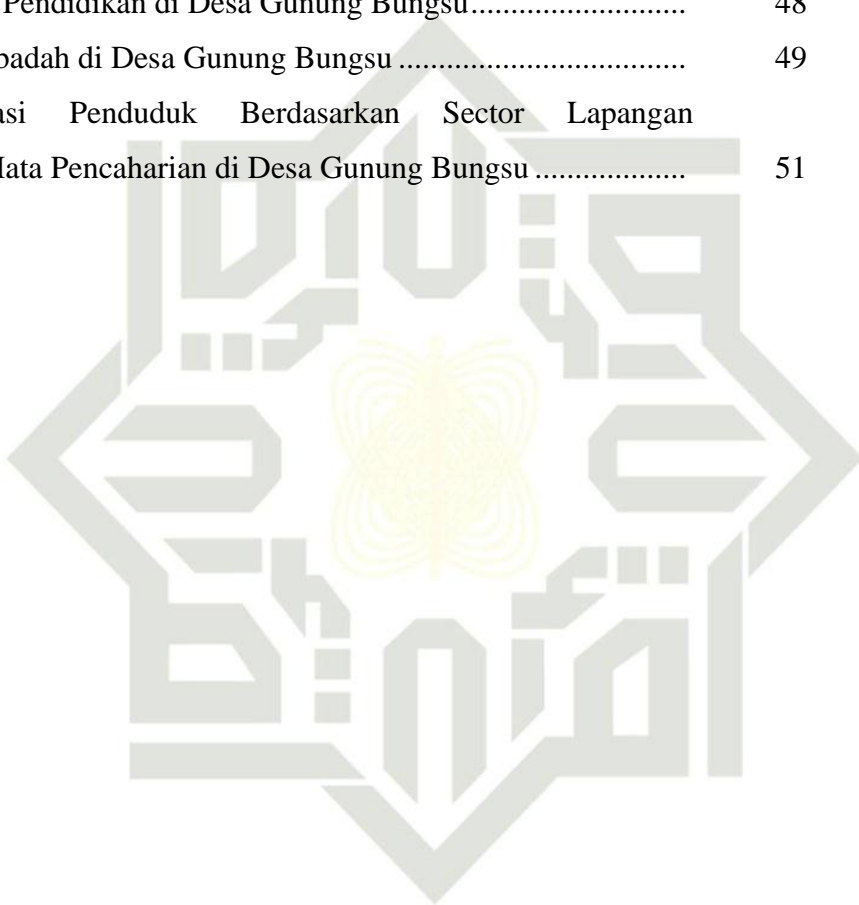 Pendidikan di Desa Gunung Bungsu........................... 48
badah di Desa Gunung Bungsu .................................... 49
asi Penduduk Berdasarkan Sector Lapangan
Mata Pencaharian di Desa Gunung Bungsu ................... 51